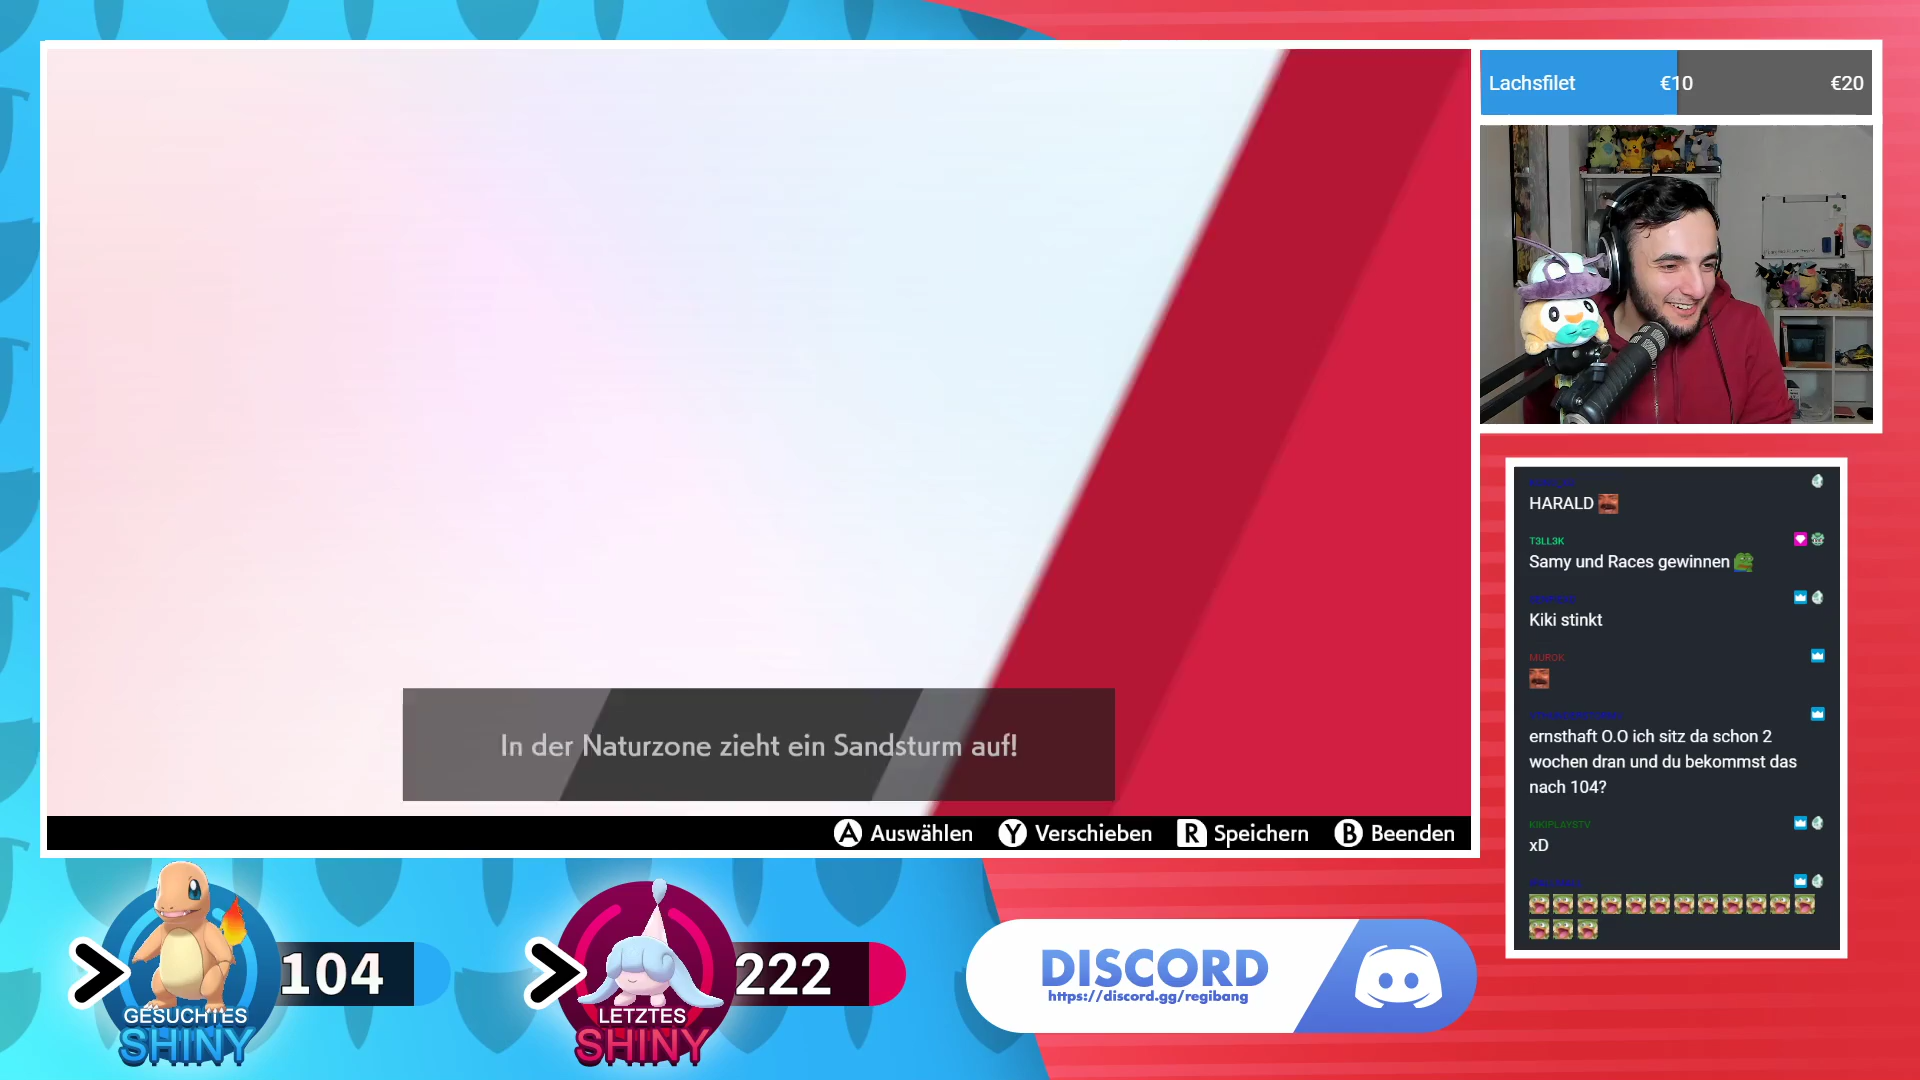 Lachsfilet €10 €20
HARALD
T3LL3K
Samy und Races gewinnen
Kiki stinkt
MUROK
ernsthaft O.O ich sitz da schon 2
wochen dran und du bekommst das
nach 104?
KIKIPLAYSTV
xD
In der Naturzone zieht ein Sandsturm auf!
A Auswählen Y Verschieben R Speichern B Beenden
104
GESUCHTES
SHINY
222
LETZTES
SHINY
DISCORD
https://discord.gg/regibang